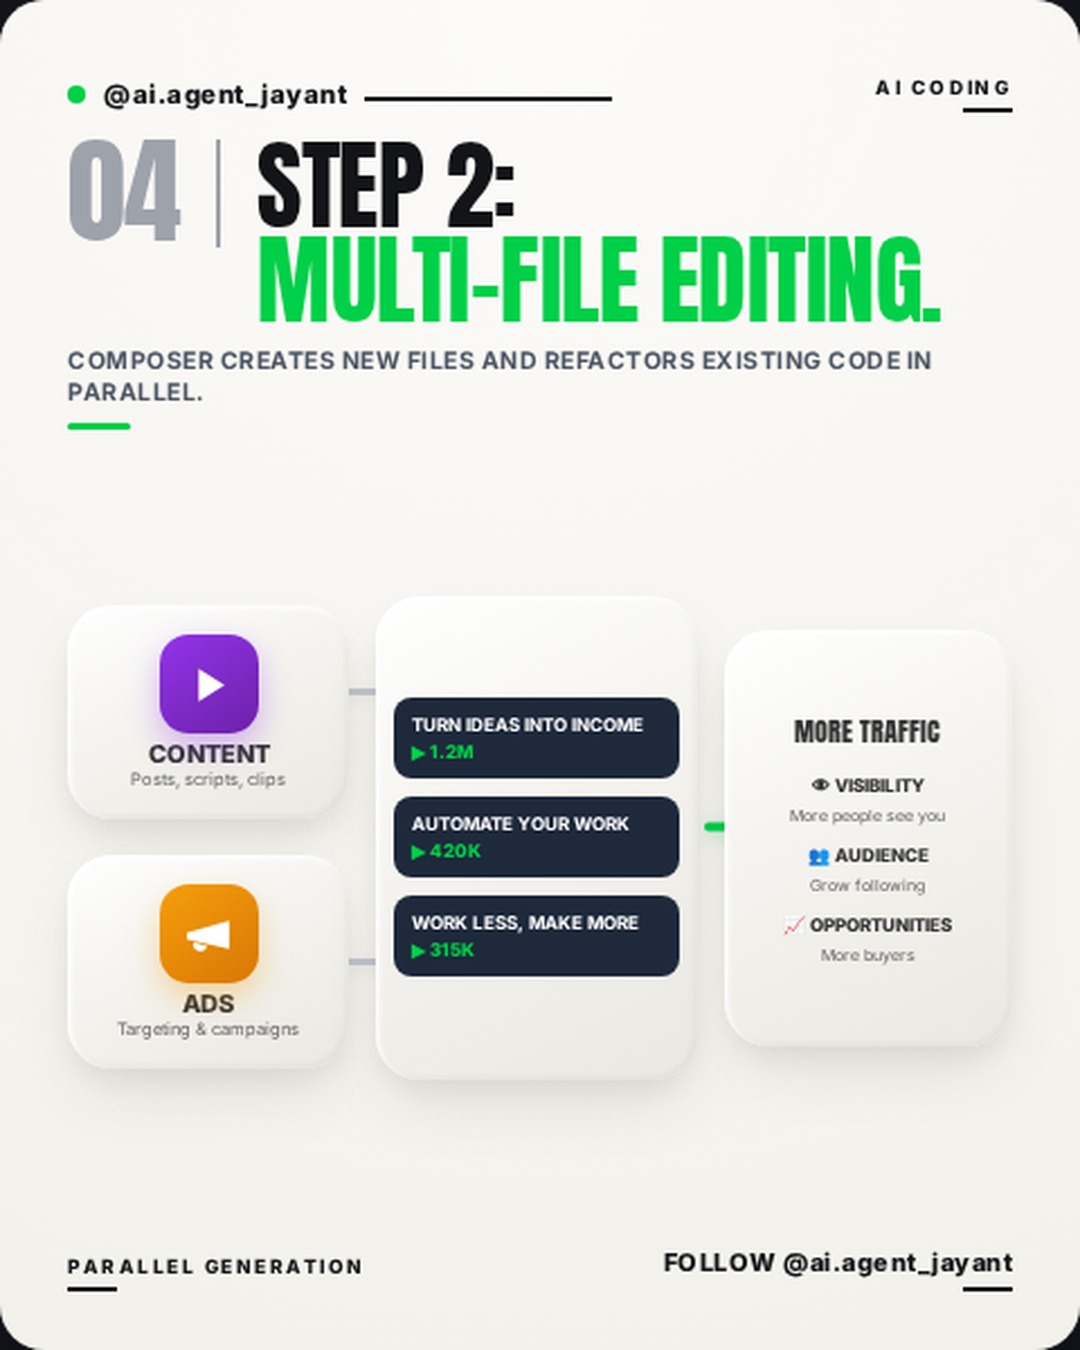 @ai.agent_jayant
AI CODING
04
STEP 2:
MULTI-FILE EDITING.
COMPOSER CREATES NEW FILES AND REFACTORS EXISTING CODE IN
PARALLEL.
CONTENT
Posts, scripts, clips
ADS
Targeting & campaigns
TURN IDEAS INTO INCOME
▶ 1.2M
AUTOMATE YOUR WORK
▶ 420K
WORK LESS, MAKE MORE
▶ 315K
MORE TRAFFIC
👁 VISIBILITY
More people see you
👥 AUDIENCE
Grow following
📈 OPPORTUNITIES
More buyers
PARALLEL GENERATION
FOLLOW @ai.agent_jayant